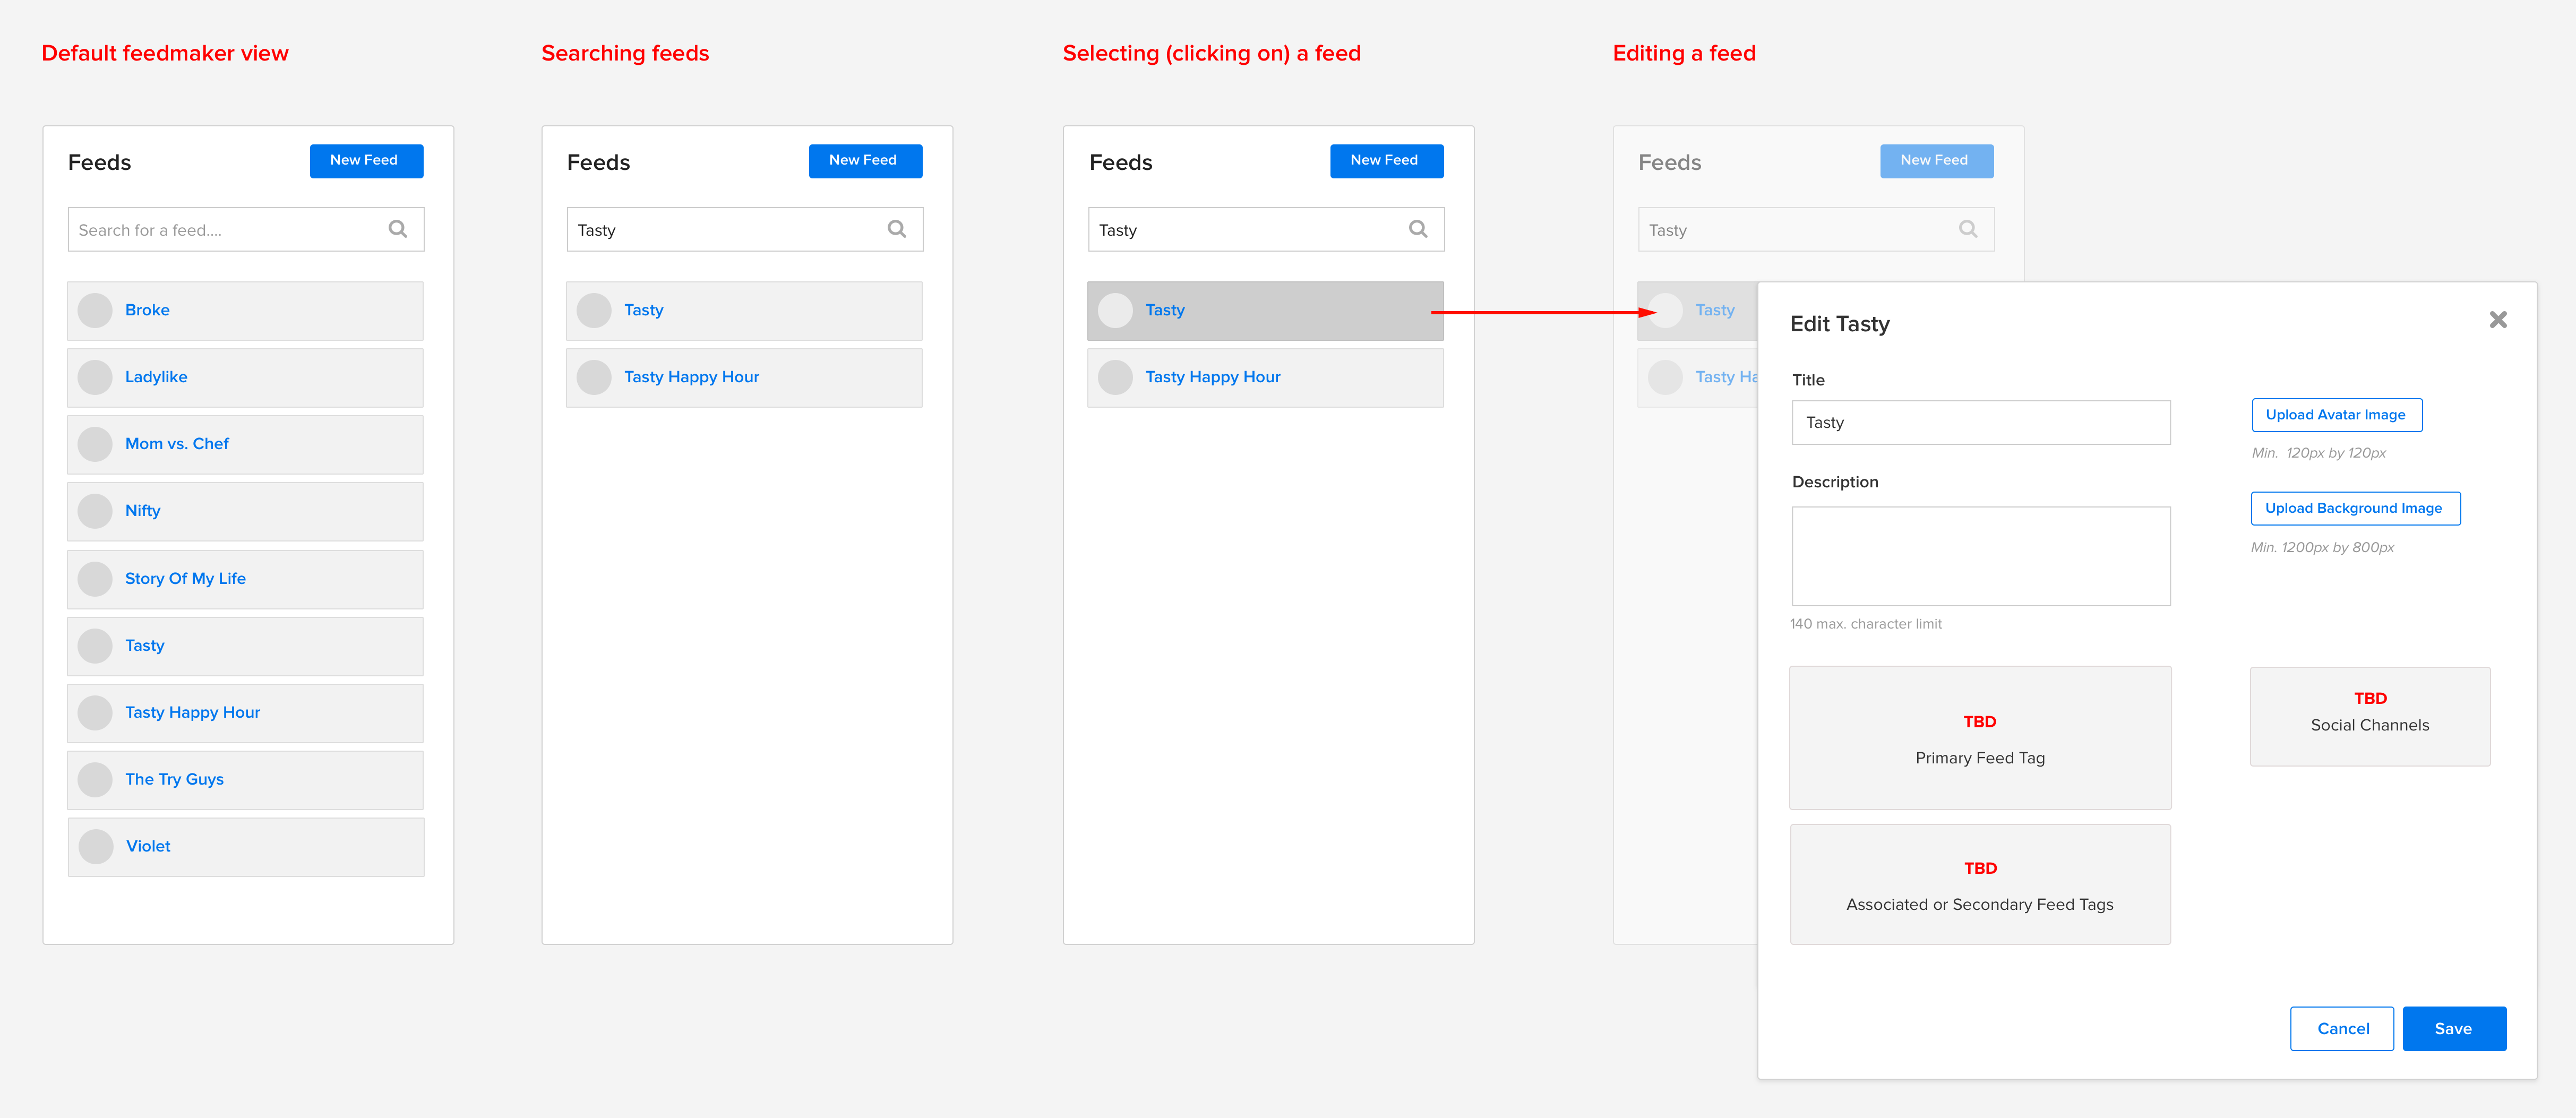 Default feedmaker view
Feeds
New Feed
Search for a feed....
Broke
Ladylike
Mom vs. Chef
Nifty
Story Of My Life
Tasty
Tasty Happy Hour
The Try Guys
Violet
Searching feeds
Feeds
New Feed
Tasty
Tasty
Tasty Happy Hour
Selecting (clicking on) a feed
Feeds
New Feed
Tasty
Tasty
Tasty Happy Hour
Editing a feed
Feeds
New Feed
Tasty
Tasty
Tasty Ha
Edit Tasty
Title
Tasty
Description
140 max. character limit
Upload Avatar Image
Min. 120px by 120px
Upload Background Image
Min. 1200px by 800px
TBD
Primary Feed Tag
TBD
Social Channels
TBD
Associated or Secondary Feed Tags
Cancel
Save